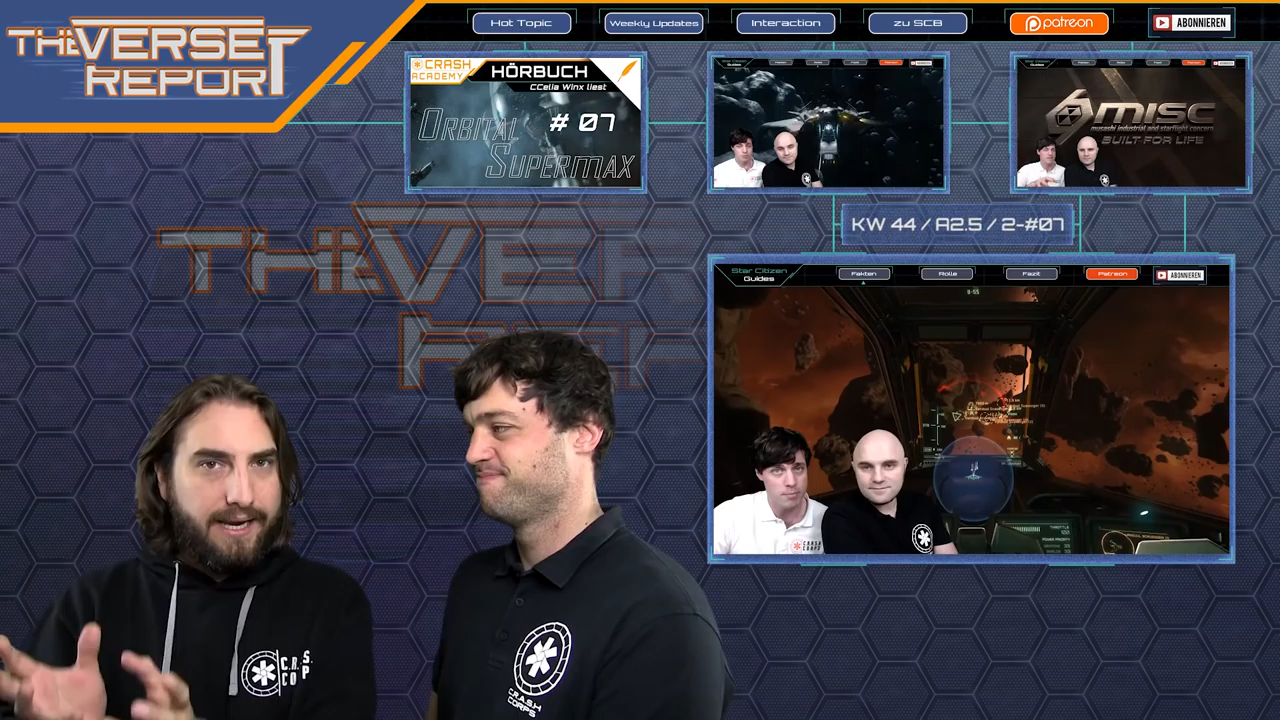 THE VERSE
REPORT
Hot Topic
Weekly Updates
Interaction
zu SCB
patreon
ABONNIEREN
CRASH
ACADEMY
HÖRBUCH
CCelia Winx liest
# 07
ORBITAL
SUPERMAX
MISC
musashi industrial and starflight concern
BUILT FOR LIFE
KW 44 / A2.5 / 2-#07
Star Citizen
Guides
Fakten
Rolle
Fazit
Patreon
ABONNIEREN
CRASH
CORPS
C.R. S.
CO P
C.R.A.S.H.
CORPS